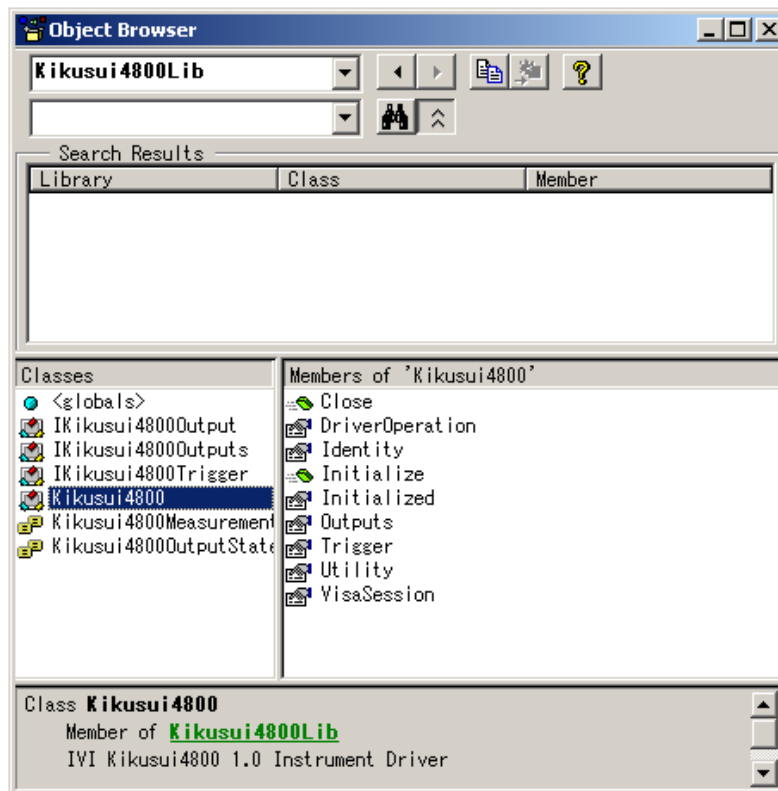 Object Browser
Kikusui4800Lib
Search Results
Library Class Member
Classes
<globals>
IKikusui4800Output
IKikusui4800Outputs
IKikusui4800Trigger
Kikusui4800
Kikusui4800Measurement
Kikusui4800OutputState
Members of 'Kikusui4800'
Close
DriverOperation
Identity
Initialize
Initialized
Outputs
Trigger
Utility
VisaSession
Class Kikusui4800
Member of Kikusui4800Lib
IVI Kikusui4800 1.0 Instrument Driver